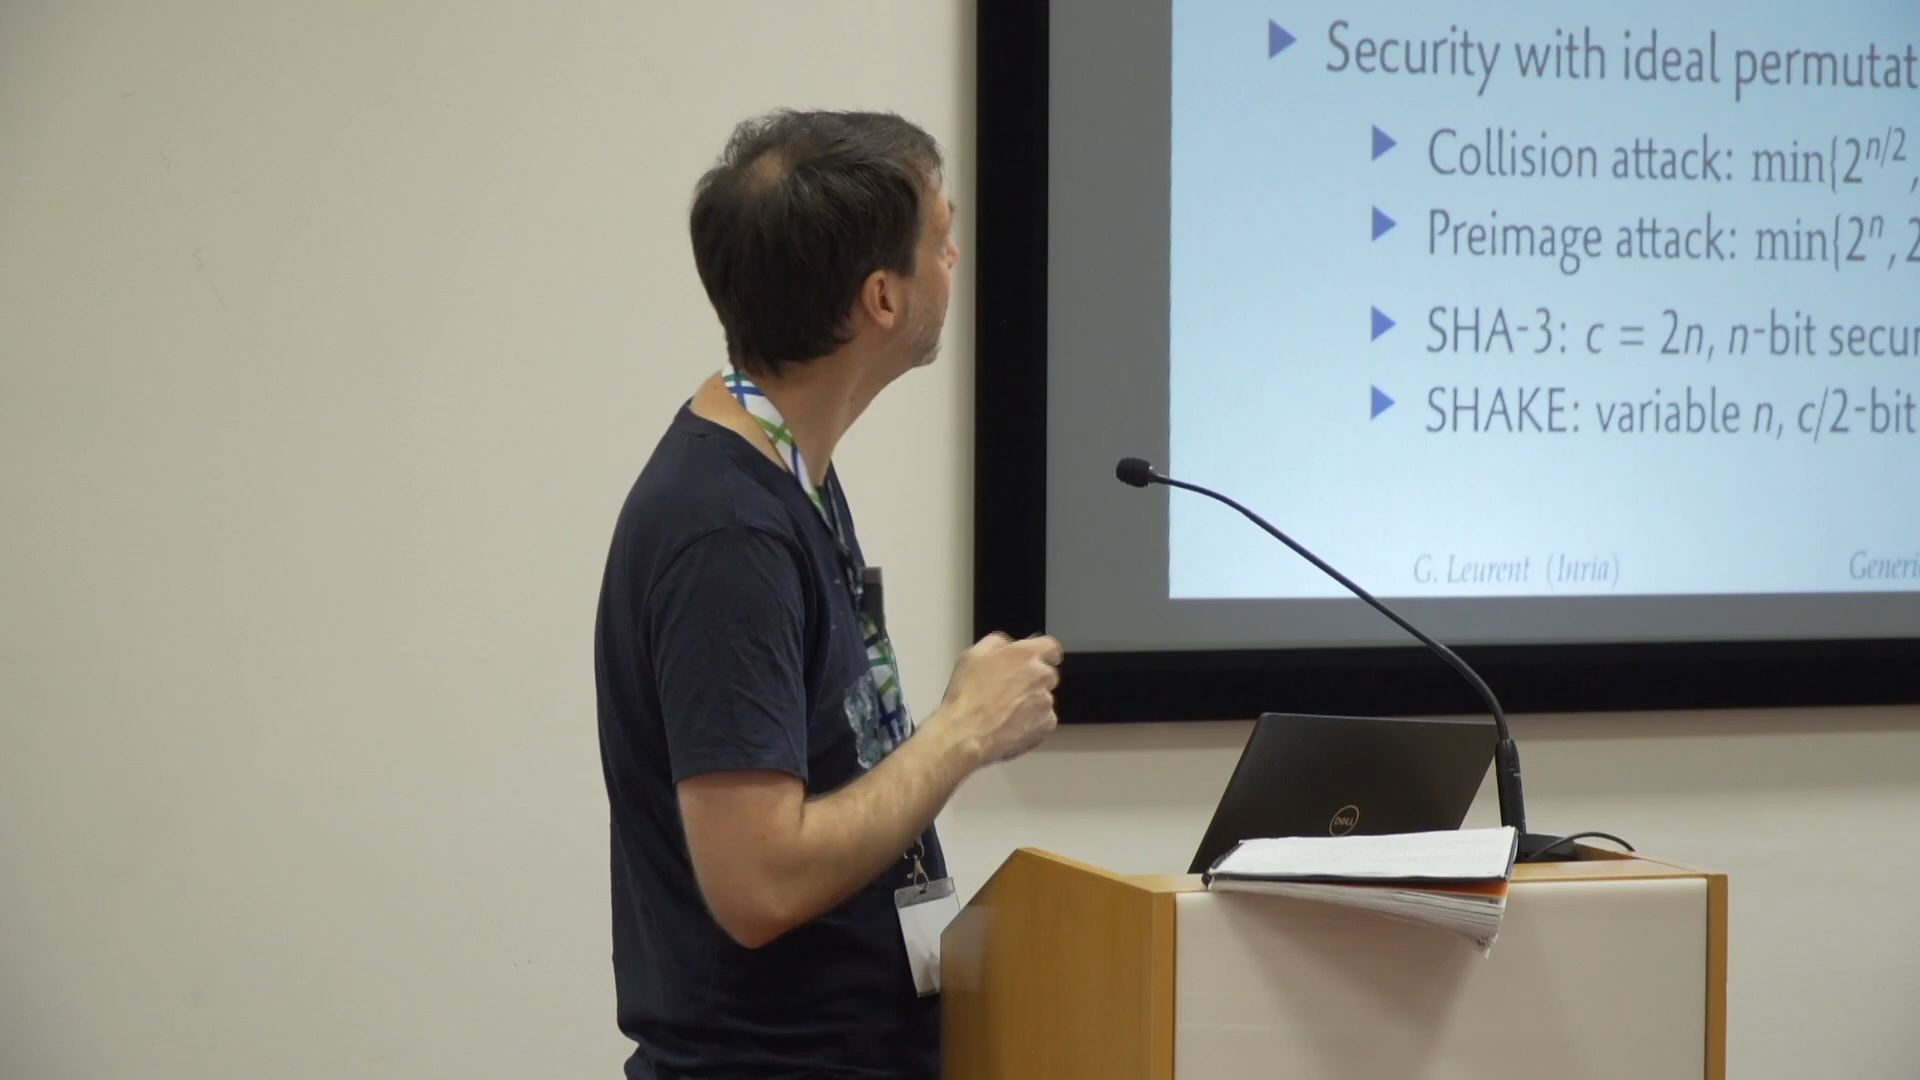 Security with ideal permutat
Collision attack: min{2^{n/2},
Preimage attack: min{2^n, 2
SHA-3: c = 2n, n-bit secur
SHAKE: variable n, c/2-bit
G. Leurent (Inria)
Generi
DELL